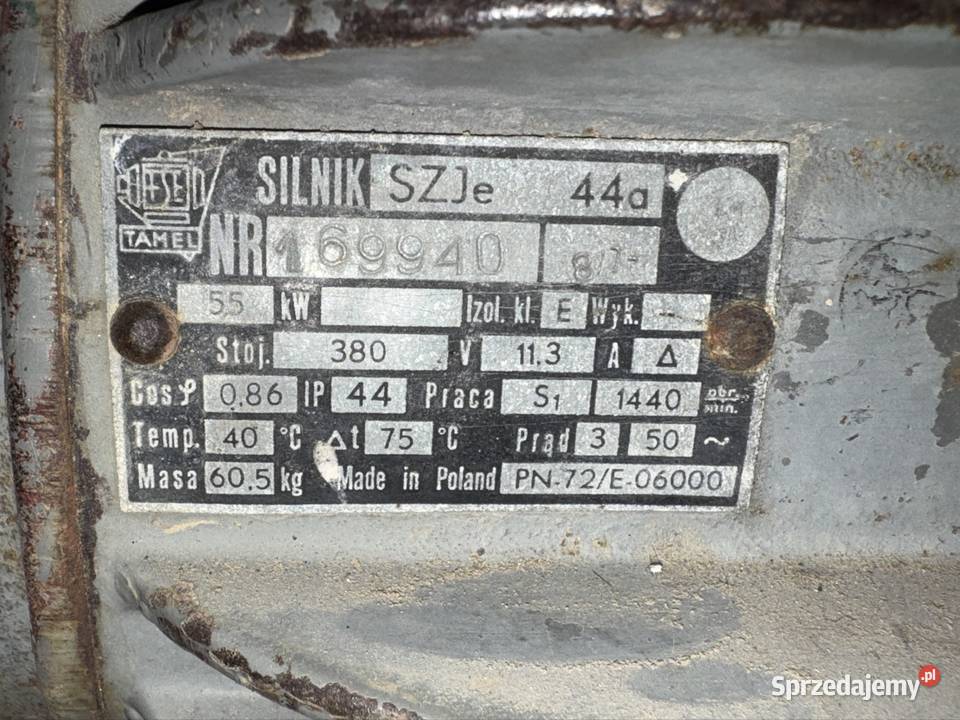 SILNIK SZJe 44a
FSE
TAMEL
NR 169940
5.5 kW Izol. kl. E Wyk. -
Stoj. 380 V 11.3 A Δ
Cos φ 0,86 IP 44 Praca S1 1440 obr. min.
Temp. 40 °C Δt 75 °C Prąd 3 50 ~
Masa 60.5 kg Made in Poland PN-72/E-06000
Sprzedajemy .pl